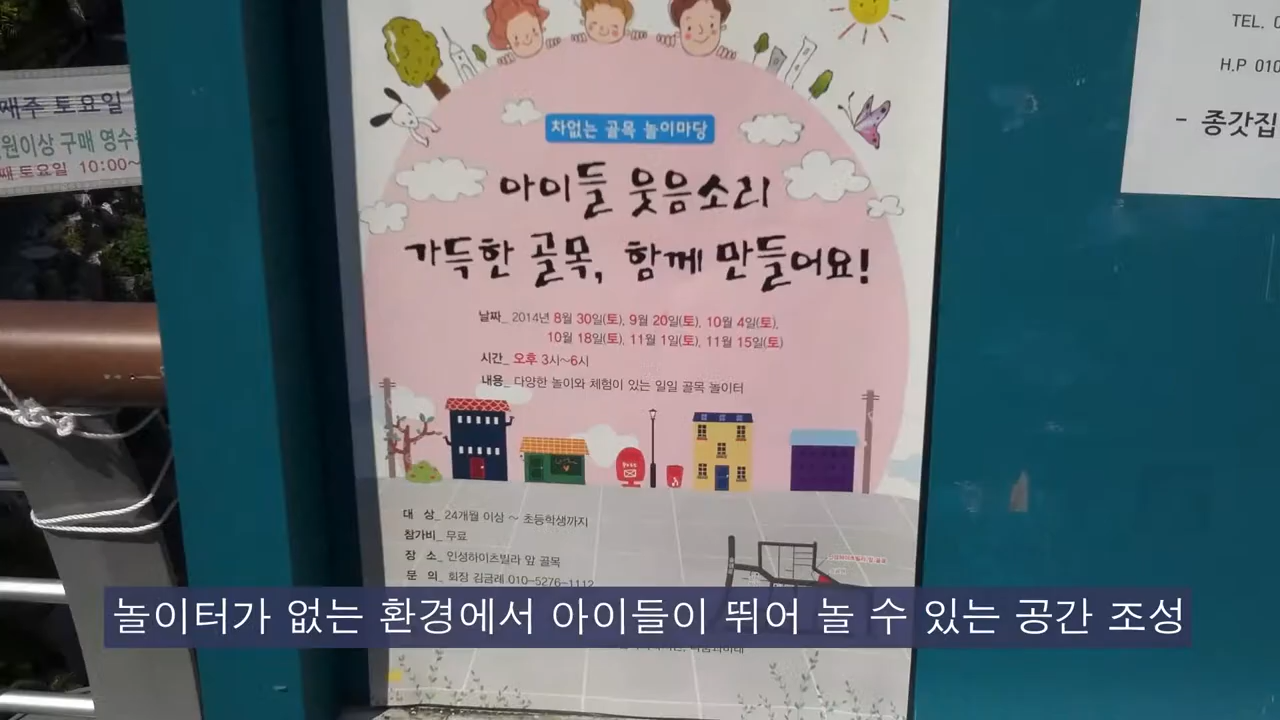 째주 토요일
원이상 구매 영수
째 토요일 10:00~
TEL.
H.P 010
- 종갓집
차없는 골목 놀이마당
아이들 웃음소리
가득한 골목, 함께 만들어요!
날짜_ 2014년 8월 30일(토), 9월 20일(토), 10월 4일(토),
10월 18일(토), 11월 1일(토), 11월 15일(토)
시간_ 오후 3시~6시
내용_ 다양한 놀이와 체험이 있는 일일 골목 놀이터
대 상_ 24개월 이상 ~ 초등학생까지
참가비_ 무료
장 소_ 인성하이츠빌라 앞 골목
문 의_ 회장 김금례 010-5276-1112
놀이터가 없는 환경에서 아이들이 뛰어 놀 수 있는 공간 조성